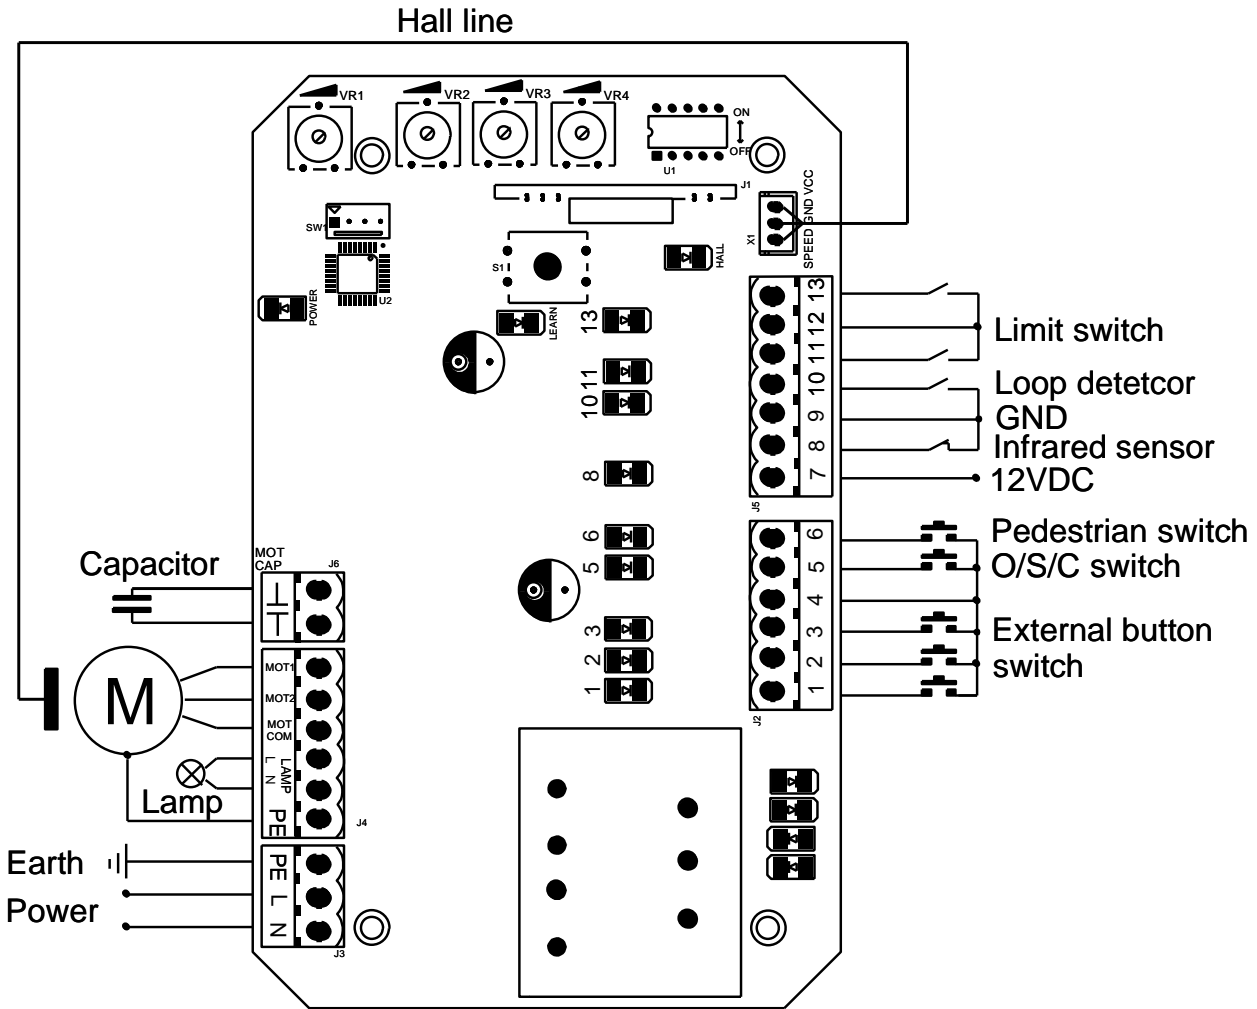 Hall line
VR1
VR2
VR3
VR4
ON
OFF
U1
J1
SPEED GND VCC
X1
SW1
U2
S1
HALL
POWER
LEARN
13
11
10
8
6
5
3
2
1
13
12
11
10
9
8
7
J5
Limit switch
Loop detetcor
GND
Infrared sensor
12VDC
6
5
4
3
2
1
J2
Pedestrian switch
O/S/C switch
External button
switch
Capacitor
MOT
CAP
J6
M
MOT1
MOT2
MOT
COM
LAMP
L N
PE
J4
Lamp
Earth
Power
PE
L
N
J3